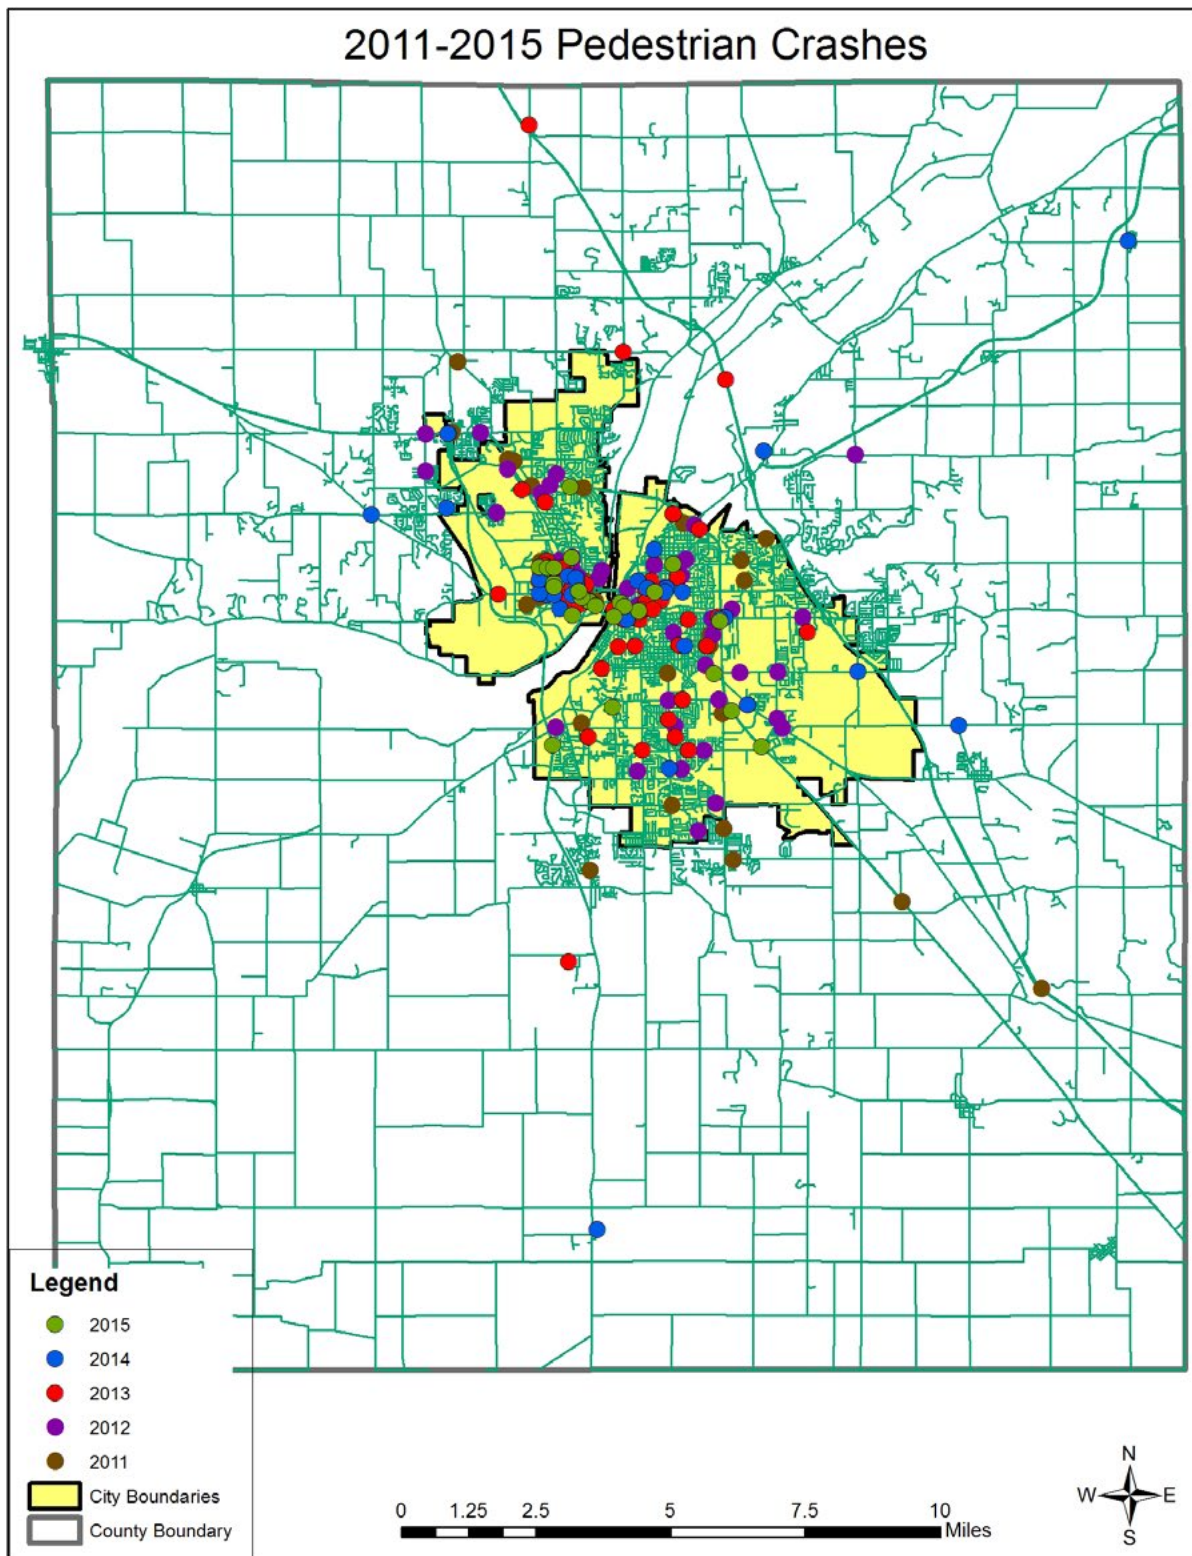 2011-2015 Pedestrian Crashes
Legend
2015
2014
2013
2012
2011
City Boundaries
County Boundary
0 1.25 2.5 5 7.5 10
Miles
N
W E
S